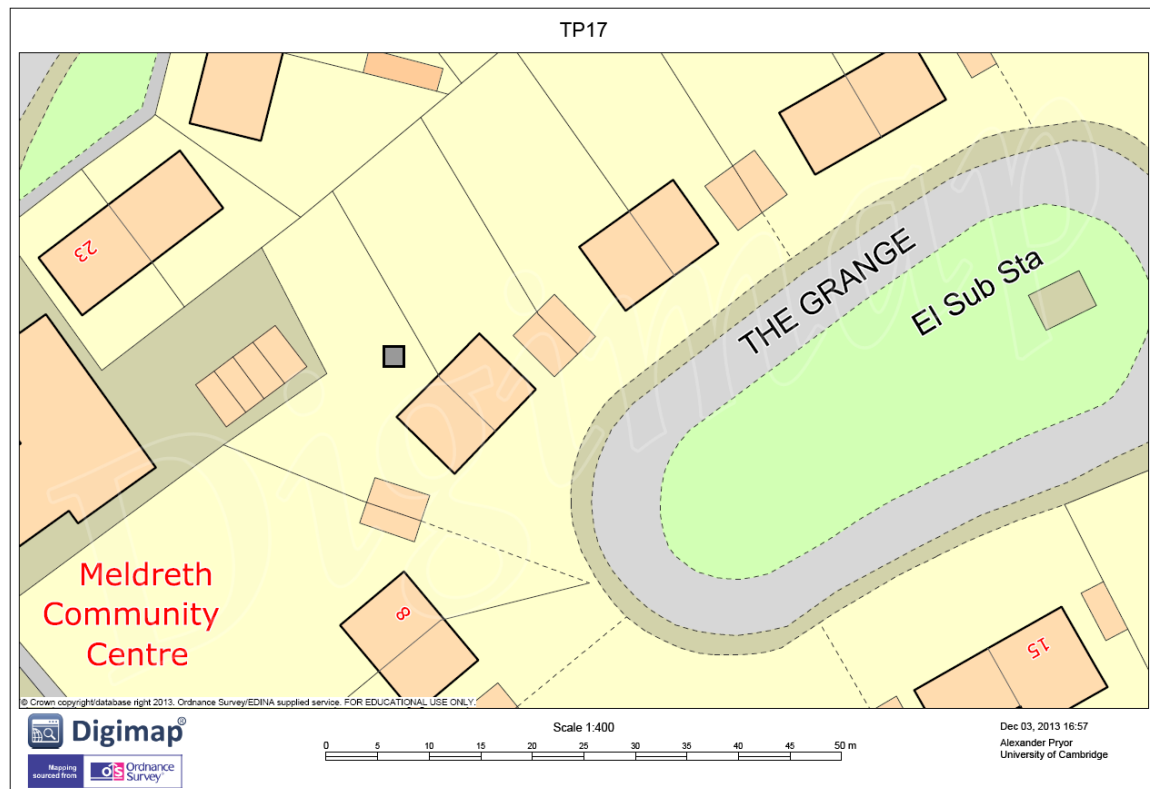 TP17
THE GRANGE
El Sub Sta
23
8
15
Meldreth
Community
Centre
© Crown copyright/database right 2013. Ordnance Survey/EDINA supplied service. FOR EDUCATIONAL USE ONLY.
Digimap®
Mapping
sourced from
OS Ordnance
Survey®
Scale 1:400
0 5 10 15 20 25 30 35 40 45 50 m
Dec 03, 2013 16:57
Alexander Pryor
University of Cambridge
Digimap